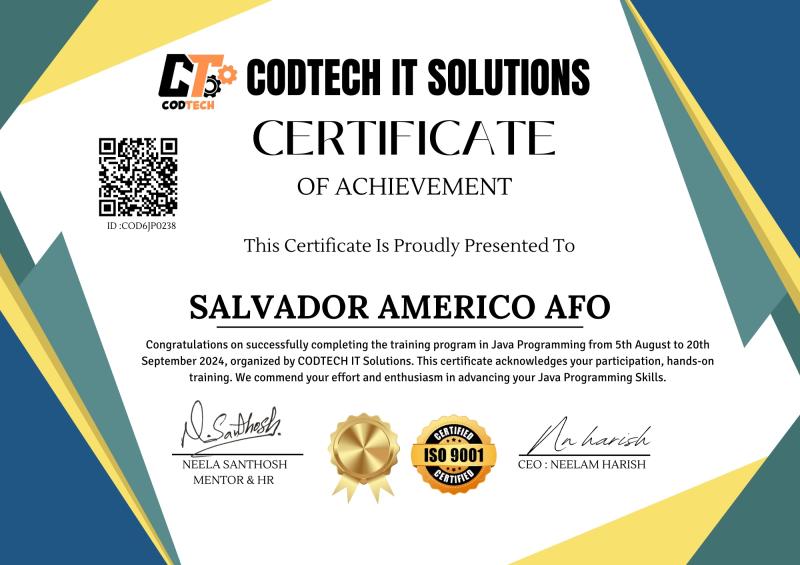 CT
CODTECH
CODTECH IT SOLUTIONS
CERTIFICATE
OF ACHIEVEMENT
ID :COD6JP0238
This Certificate Is Proudly Presented To
SALVADOR AMERICO AFO
Congratulations on successfully completing the training program in Java Programming from 5th August to 20th
September 2024, organized by CODTECH IT Solutions. This certificate acknowledges your participation, hands-on
training. We commend your effort and enthusiasm in advancing your Java Programming Skills.
N. Santhosh.
NEELA SANTHOSH
MENTOR & HR
CERTIFIED
ISO 9001
CERTIFIED
Nn harish
CEO : NEELAM HARISH